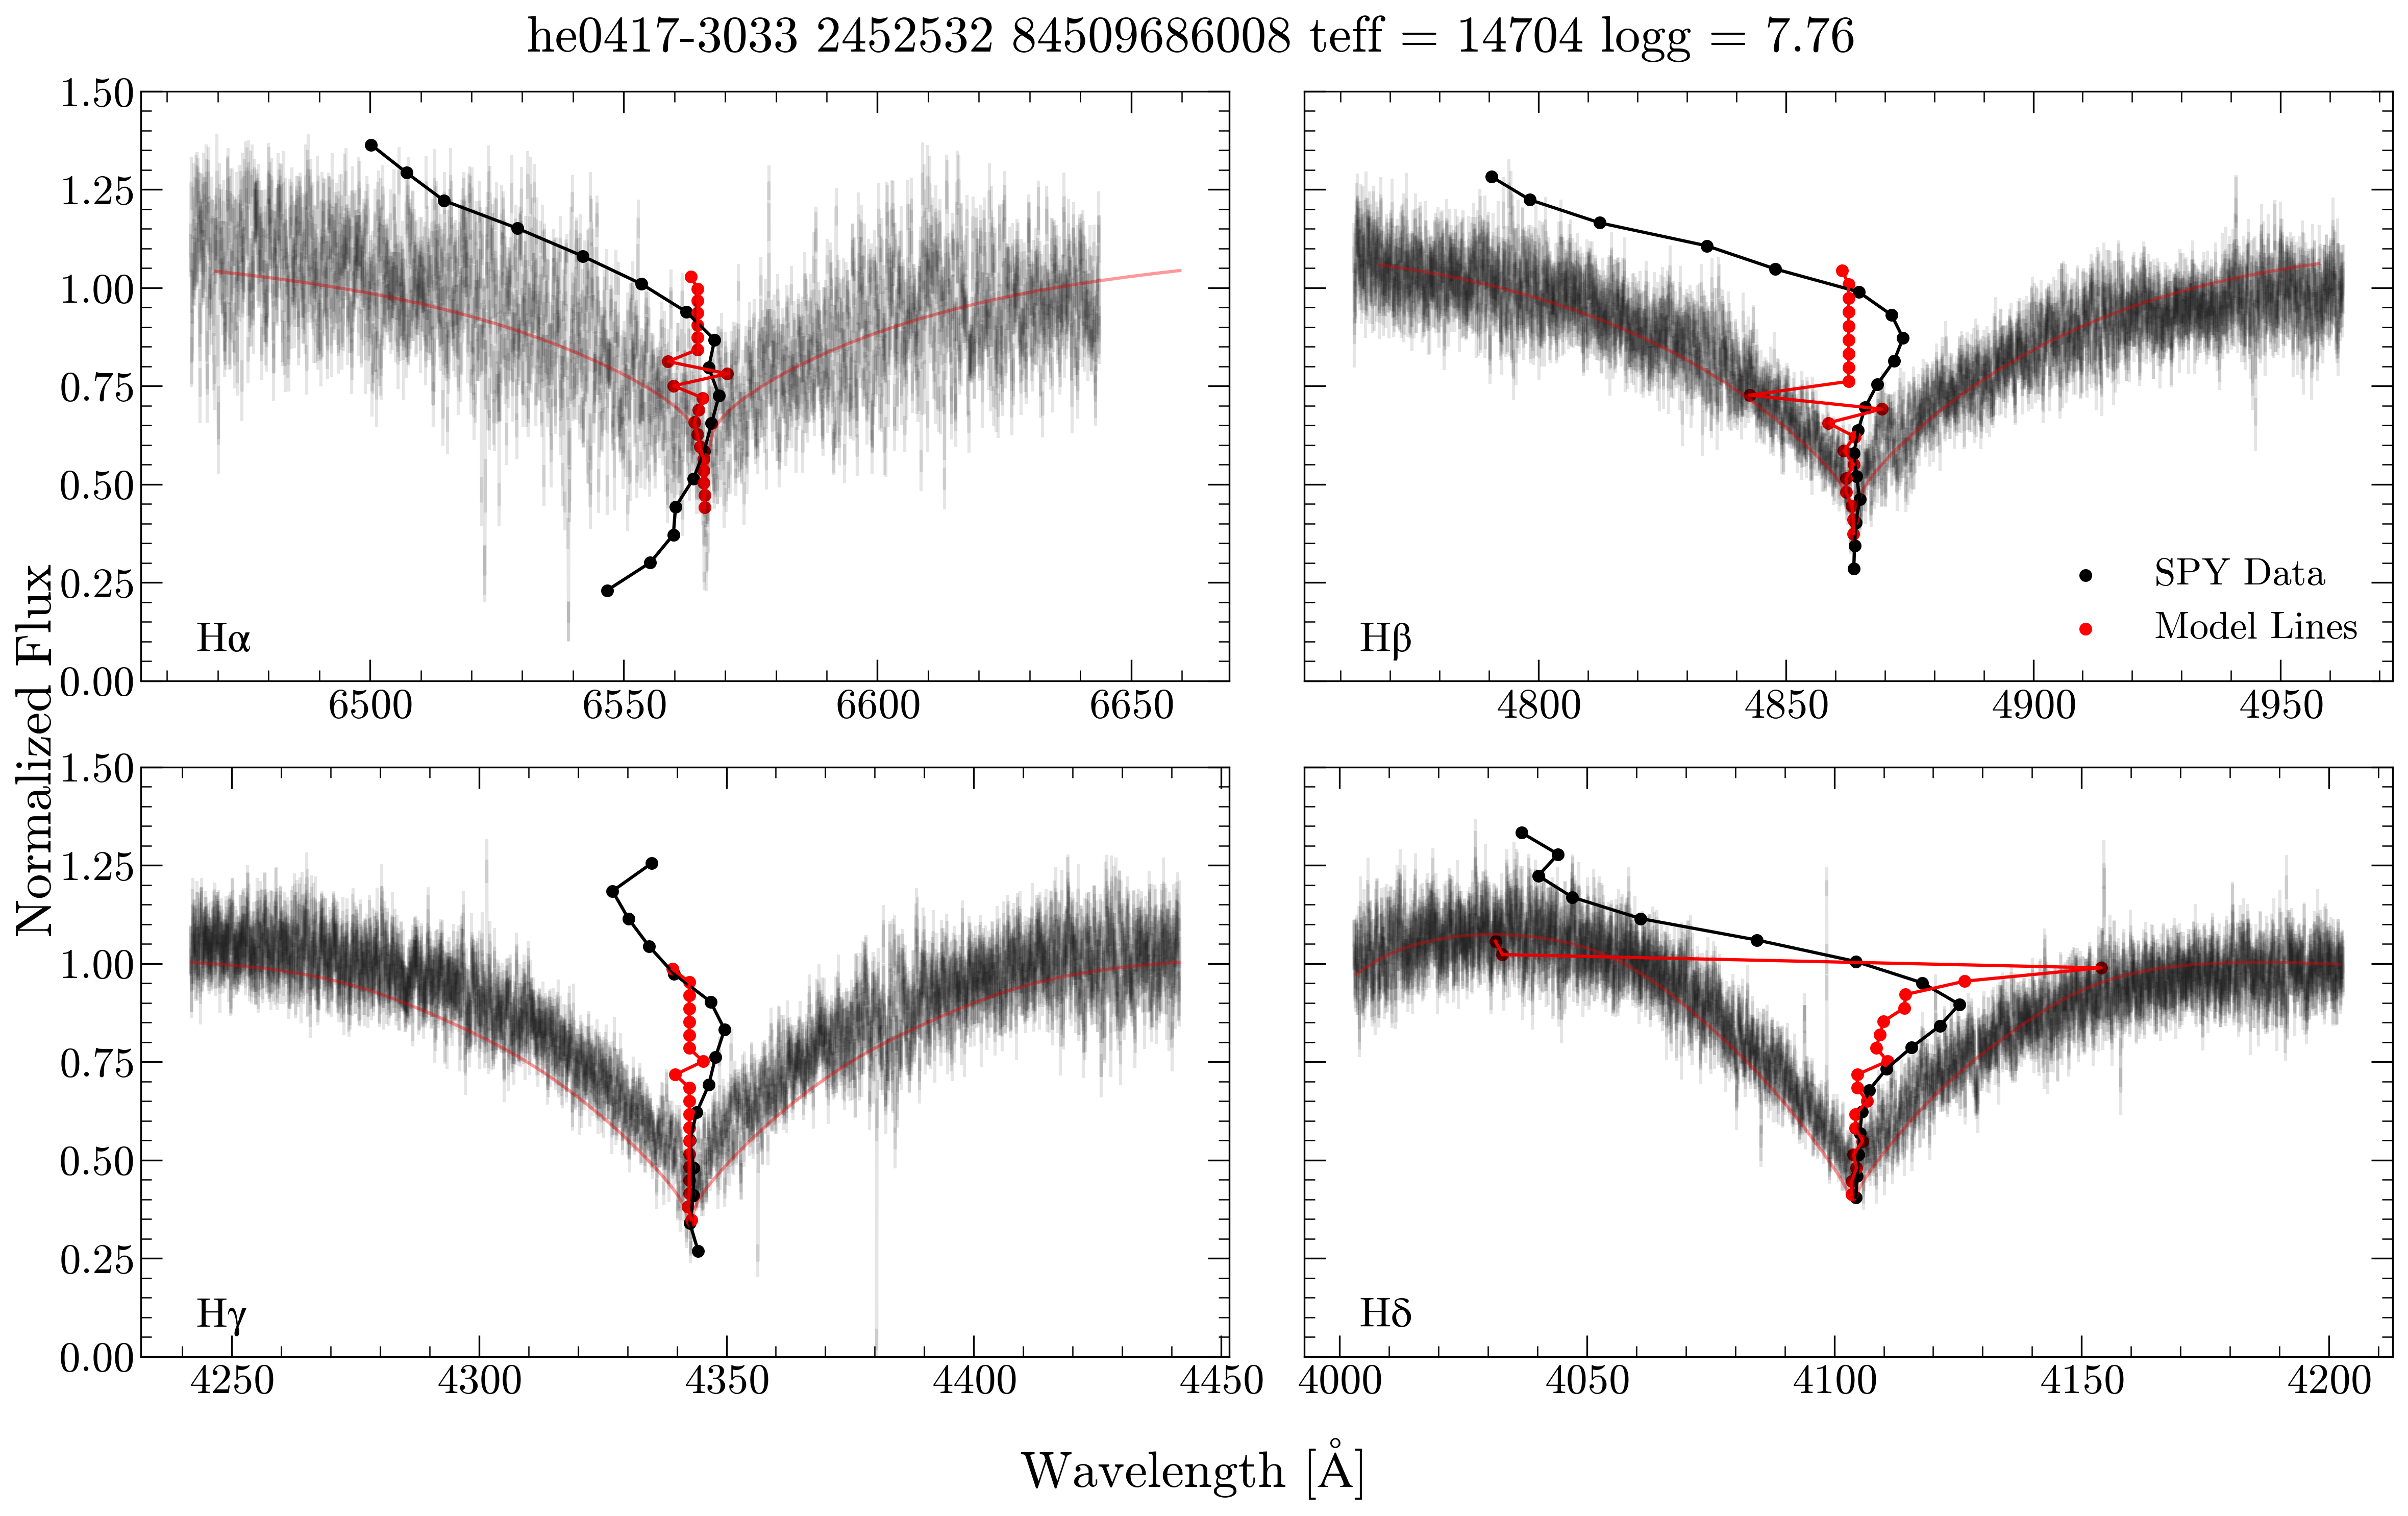 he0417-3033 2452532 84509686008 teff = 14704 logg = 7.76
Normalized Flux
1.50
1.25
1.00
0.75
0.50
0.25
0.00
Hα
6500 6550 6600 6650
Hβ
SPY Data
Model Lines
4800 4850 4900 4950
1.50
1.25
1.00
0.75
0.50
0.25
0.00
Hγ
4250 4300 4350 4400 4450
Hδ
4000 4050 4100 4150 4200
Wavelength [Å]